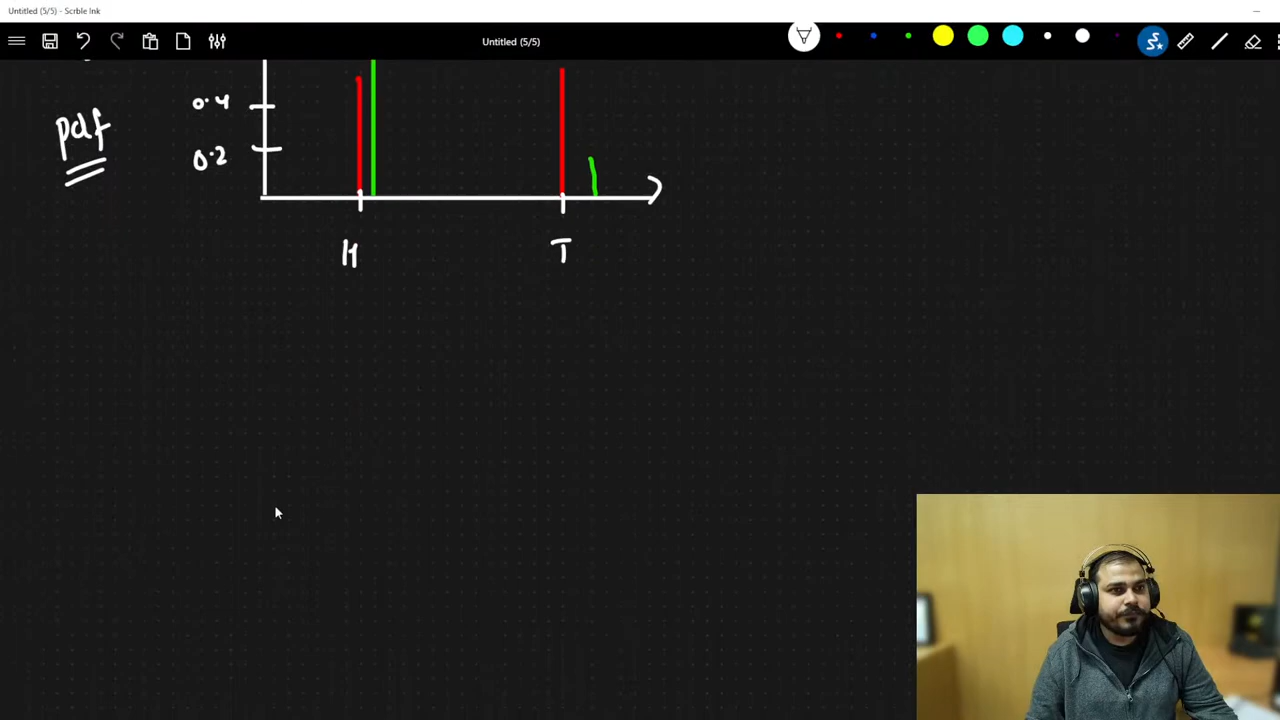 Untitled (5/5) - Scrble Ink
Untitled (5/5)
0.4
pdf
0.2
H
T